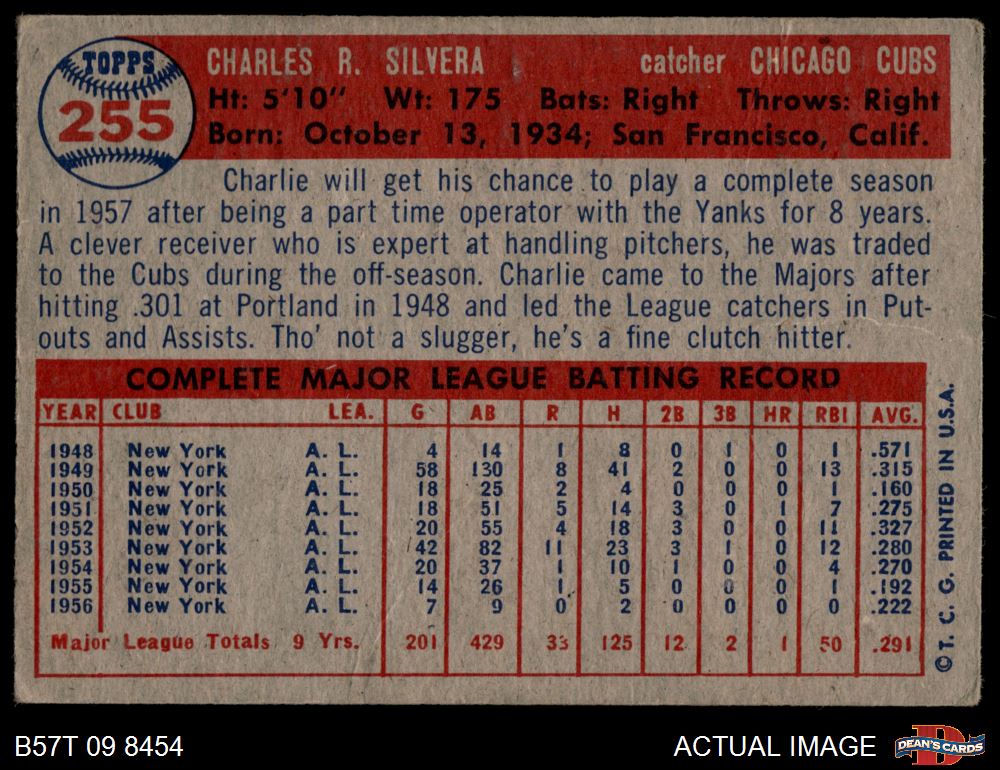 TOPPS
255
CHARLES R. SILVERA catcher CHICAGO CUBS
Ht: 5'10" Wt: 175 Bats: Right Throws: Right
Born: October 13, 1934; San Francisco, Calif.
Charlie will get his chance to play a complete season
in 1957 after being a part time operator with the Yanks for 8 years.
A clever receiver who is expert at handling pitchers, he was traded
to the Cubs during the off-season. Charlie came to the Majors after
hitting .301 at Portland in 1948 and led the League catchers in Put-
outs and Assists. Tho' not a slugger, he's a fine clutch hitter.
COMPLETE MAJOR LEAGUE BATTING RECORD
YEAR CLUB LEA. G AB R H 2B 3B HR RBI AVG.
1948 New York A. L. 4 14 1 8 0 1 0 1 .571
1949 New York A. L. 58 130 8 41 2 0 0 13 .315
1950 New York A. L. 18 25 2 4 0 0 0 1 .160
1951 New York A. L. 18 51 5 14 3 0 1 7 .275
1952 New York A. L. 20 55 4 18 3 0 0 11 .327
1953 New York A. L. 42 82 11 23 3 1 0 12 .280
1954 New York A. L. 20 37 1 10 1 0 0 4 .270
1955 New York A. L. 14 26 1 5 0 0 0 1 .192
1956 New York A. L. 7 9 0 2 0 0 0 0 .222
Major League Totals 9 Yrs. 201 429 33 125 12 2 1 50 .291
© T. C. G. PRINTED IN U.S.A.
B57T 09 8454
ACTUAL IMAGE
D
DEAN'S CARDS